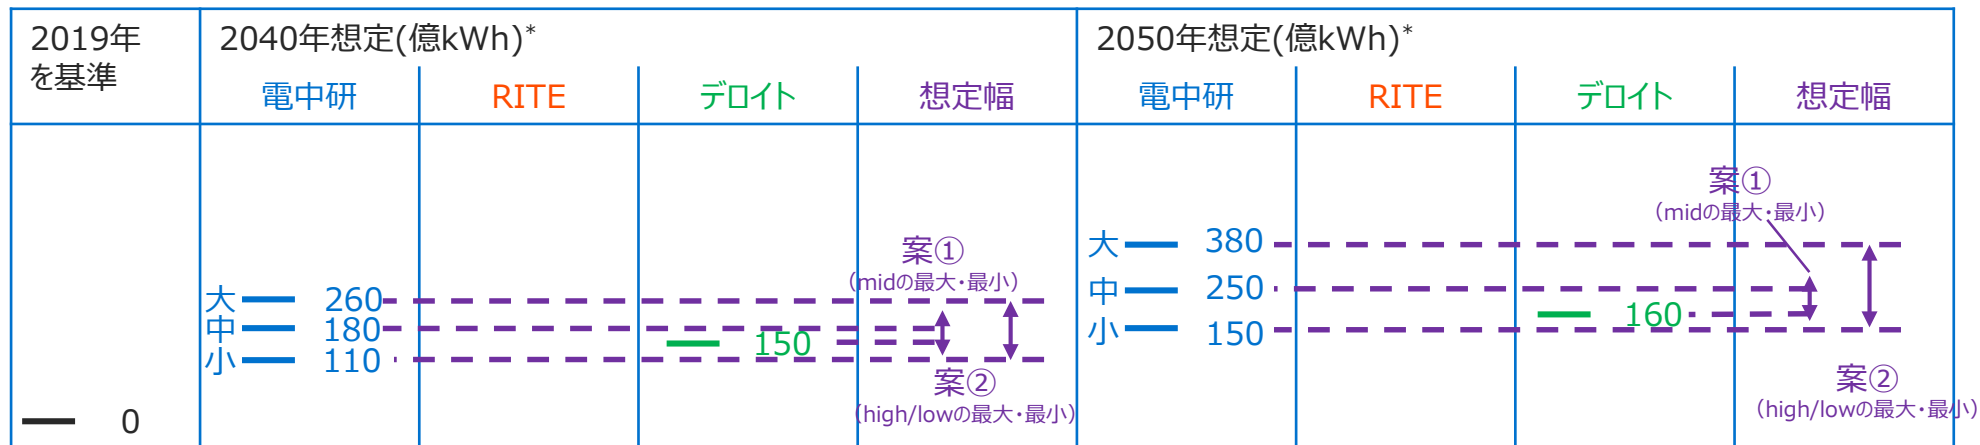 2019年
を基準
2040年想定(億kWh)*
2050年想定(億kWh)*
電中研
RITE
デロイト
想定幅
電中研
RITE
デロイト
想定幅
案①
(midの最大・最小)
大 260
中 180
小 110
150
案②
(high/lowの最大・最小)
案①
(midの最大・最小)
大 380
中 250
小 150
160
案②
(high/lowの最大・最小)
0